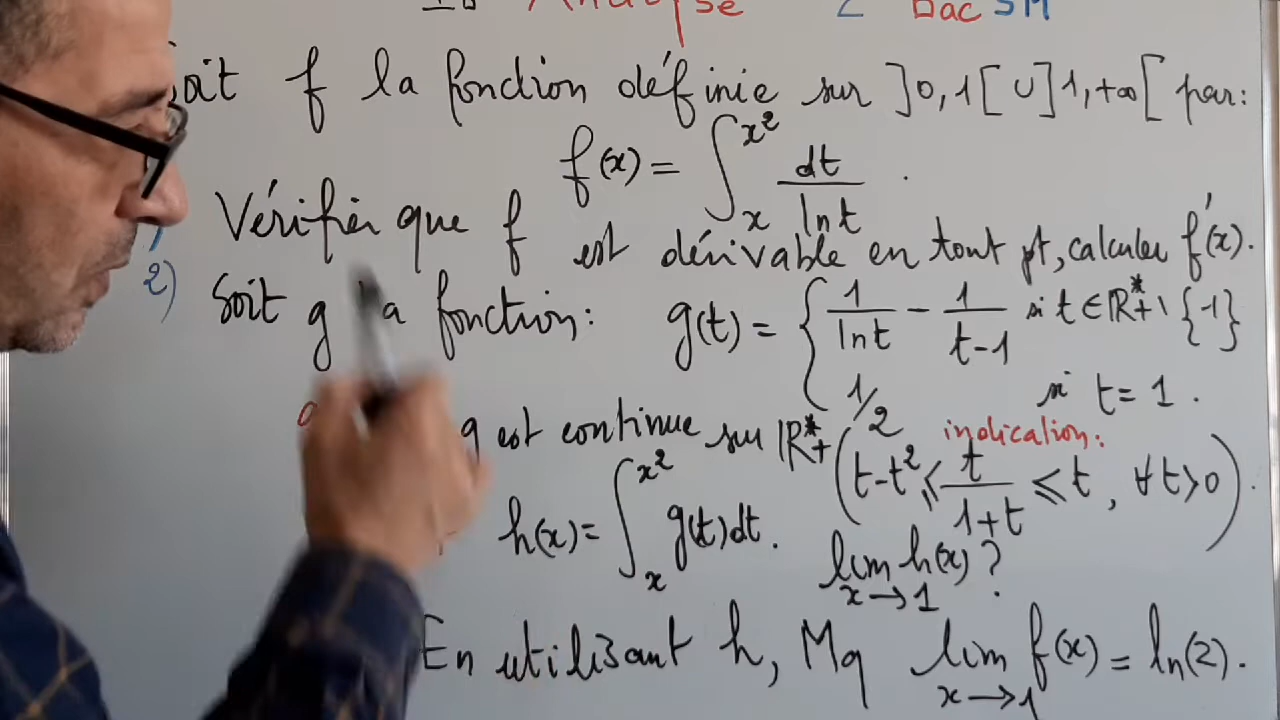 Analyse 2 Bac SM
soit f la fonction définie sur ]0,1[ ∪ ]1,+∞[ par:
f(x) = ∫_x^{x²} dt/ln t .
Vérifier que f est dérivable en tout pt, calculer f'(x).
2) Soit g la fonction: g(t) = { 1/ln t − 1/(t−1) si t ∈ ℝ*₊ \ {1}
1/2 si t = 1 .
g est continue sur ℝ*₊ indication:
(t−t² ≤ t/(1+t) ≤ t, ∀t>0).
h(x) = ∫_x^{x²} g(t)dt. lim_{x→1} h(x) ?
En utilisant h, Mq lim_{x→1} f(x) = ln(2).